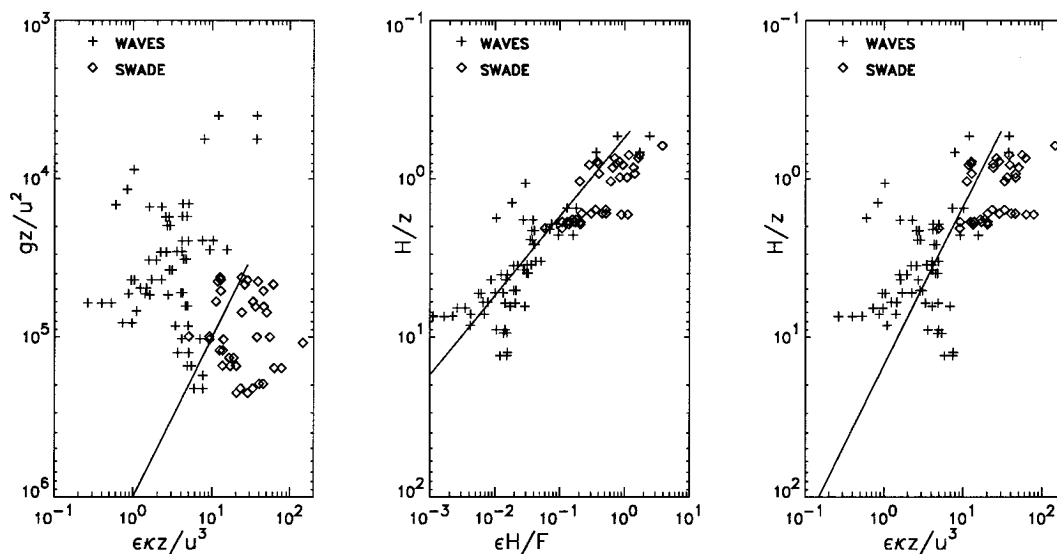 10³
10⁴
10⁵
10⁶
gz/u²
+ WAVES
◇ SWADE
10⁻¹ 10⁰ 10¹ 10²
εκz/u³
10⁻¹
10⁰
10¹
10²
H/z
+ WAVES
◇ SWADE
10⁻³ 10⁻² 10⁻¹ 10⁰ 10¹
εH/F
10⁻¹
10⁰
10¹
10²
H/z
+ WAVES
◇ SWADE
10⁻¹ 10⁰ 10¹ 10²
εκz/u³